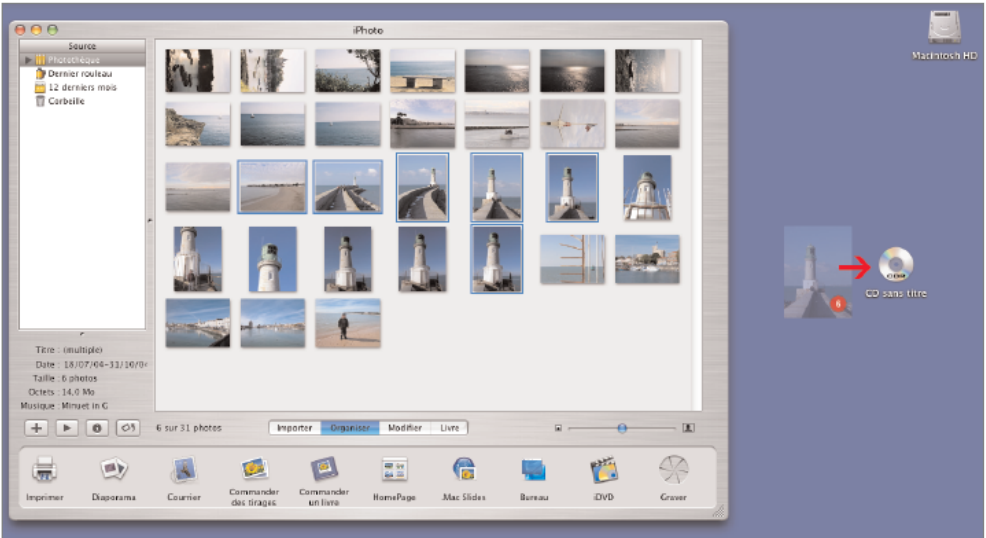 iPhoto
Source
Photothèque
Dernier rouleau
12 derniers mois
Corbeille
Titre : (multiple)
Date : 18/07/04-31/10/0
Taille : 6 photos
Octets : 14,0 Mo
Musique : Minuet in G
6 sur 31 photos
Importer
Organiser
Modifier
Livre
Imprimer
Diaporama
Courrier
Commander
des tirages
Commander
un livre
HomePage
.Mac Slides
Bureau
iDVD
Graver
Macintosh HD
6
CDR
CD sans titre